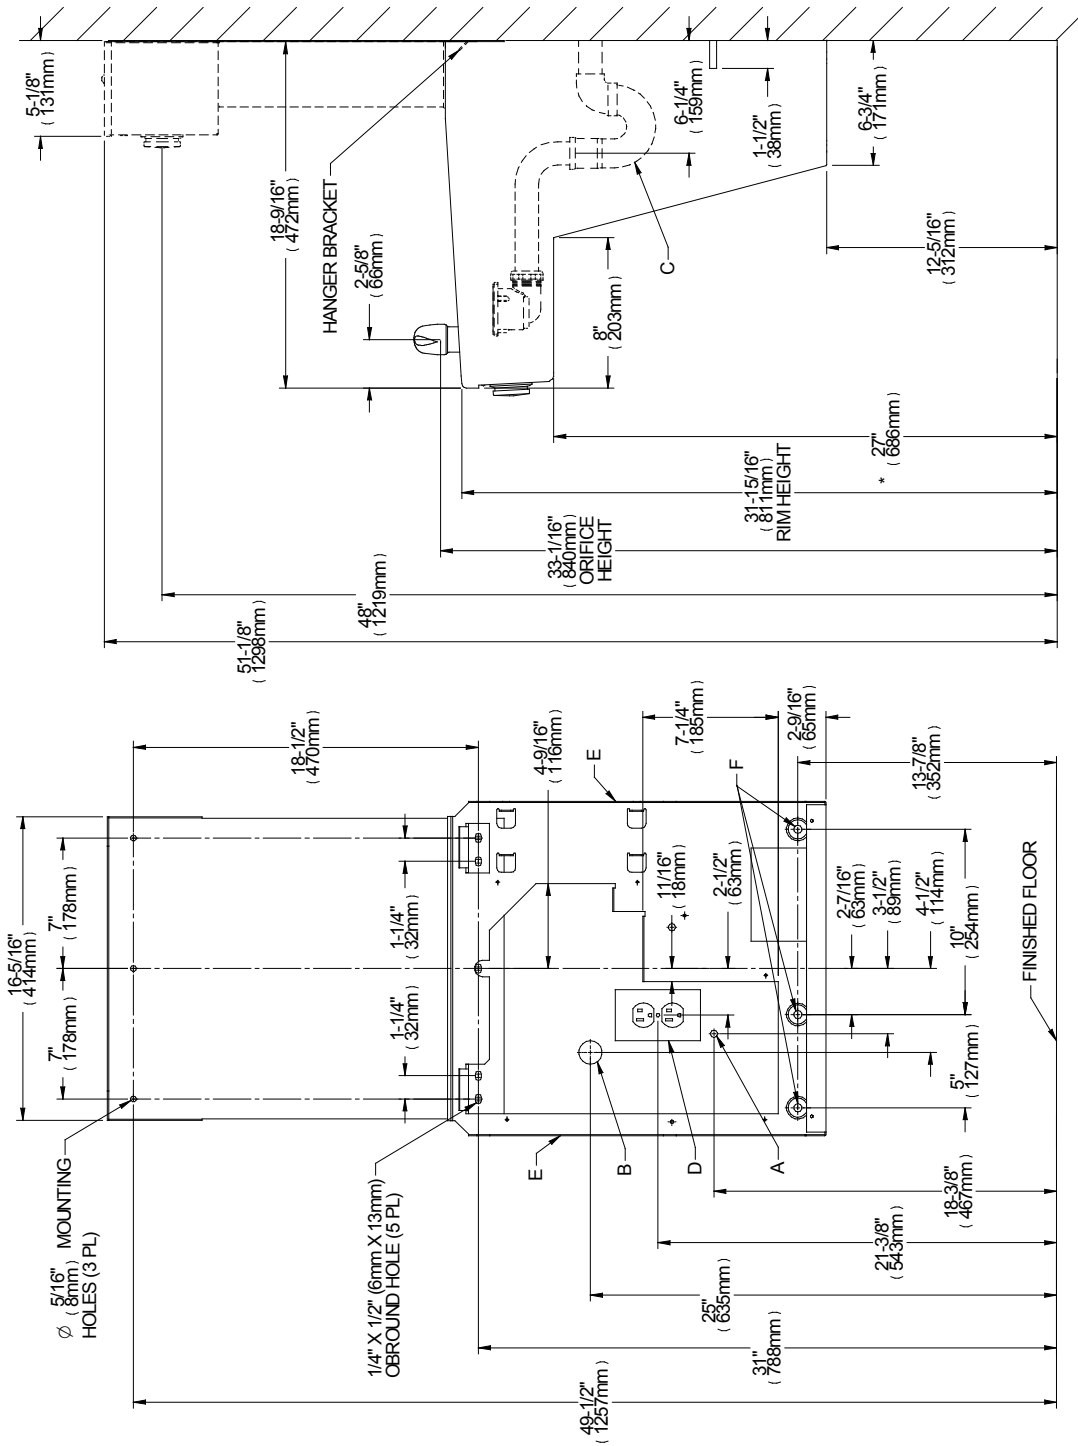 5-1/8"
( 131mm )
18-9/16"
( 472mm )
HANGER BRACKET
2-5/8"
( 66mm )
6-1/4"
( 159mm )
1-1/2"
( 38mm )
6-3/4"
( 171mm )
C
8"
( 203mm )
12-5/16"
( 312mm )
* 27"
( 686mm )
31-15/16"
( 811mm )
RIM HEIGHT
33-1/16"
( 840mm )
ORIFICE
HEIGHT
48"
( 1219mm )
51-1/8"
( 1298mm )
16-5/16"
( 414mm )
7"
( 178mm )
7"
( 178mm )
18-1/2"
( 470mm )
1-1/4"
( 32mm )
1-1/4"
( 32mm )
4-9/16"
( 116mm )
E
7-1/4"
( 185mm )
2-9/16"
( 65mm )
11/16"
( 18mm )
2-1/2"
( 63mm )
F
13-7/8"
( 352mm )
2-7/16"
( 63mm )
3-1/2"
( 89mm )
4-1/2"
( 114mm )
10"
( 254mm )
5"
( 127mm )
FINISHED FLOOR
Ø 5/16" MOUNTING
( 8mm )
HOLES (3 PL)
1/4" X 1/2" (6mm X 13mm)
OBROUND HOLE (5 PL)
E
B
D
A
18-3/8"
( 467mm )
21-3/8"
( 543mm )
25"
( 635mm )
31"
( 788mm )
49-1/2"
( 1257mm )